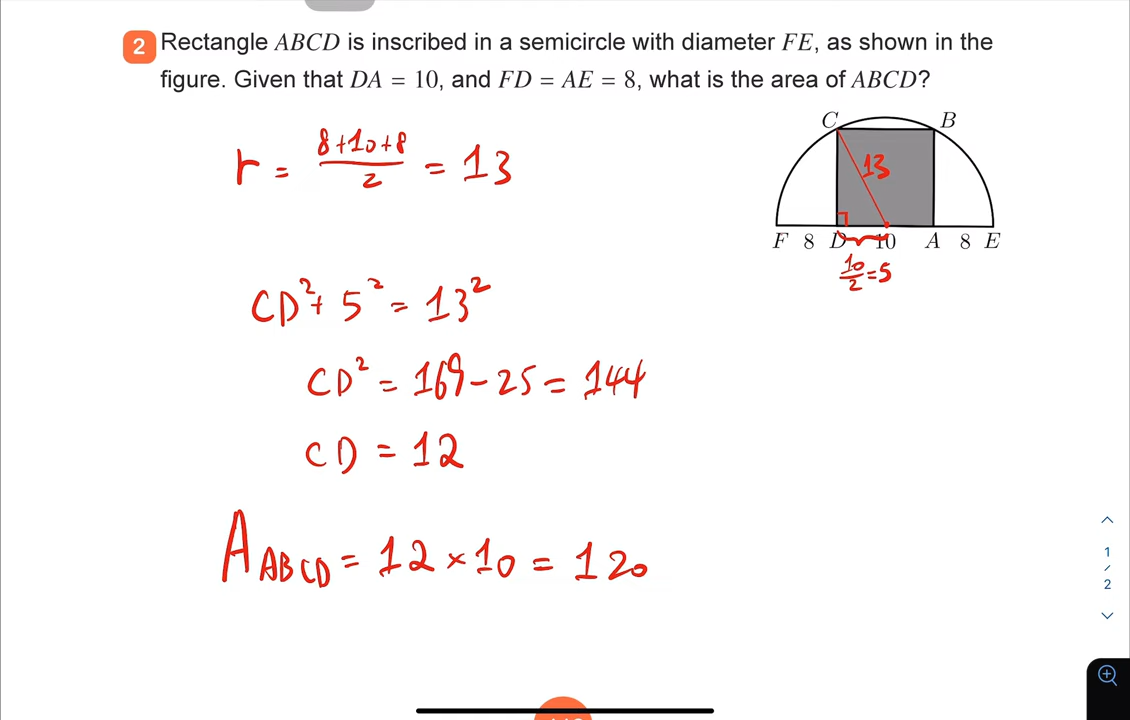 2 Rectangle ABCD is inscribed in a semicircle with diameter FE, as shown in the
figure. Given that DA = 10, and FD = AE = 8, what is the area of ABCD?
C B
13
F 8 D 10 A 8 E
10/2 = 5
r = (8+10+8)/2 = 13
CD² + 5² = 13²
CD² = 169 - 25 = 144
CD = 12
A ABCD = 12 × 10 = 120
1
/
2